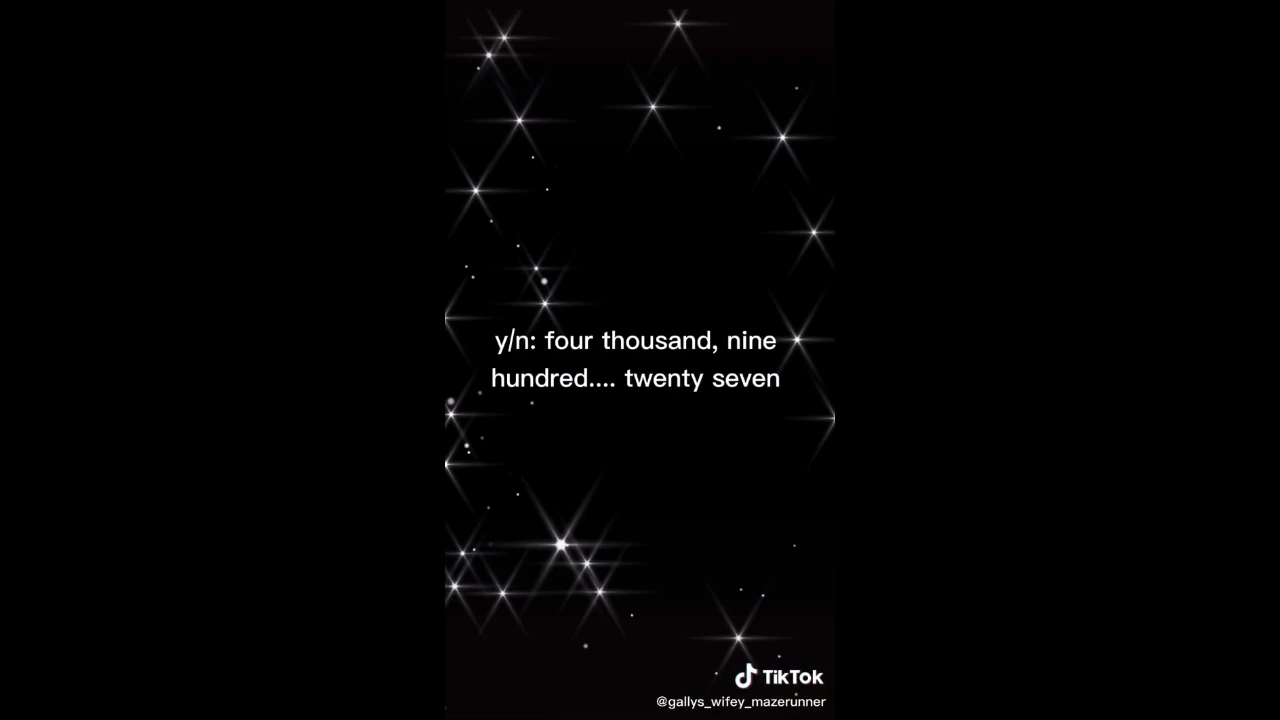 y/n: four thousand, nine
hundred.... twenty seven
TikTok
@gallys_wifey_mazerunner